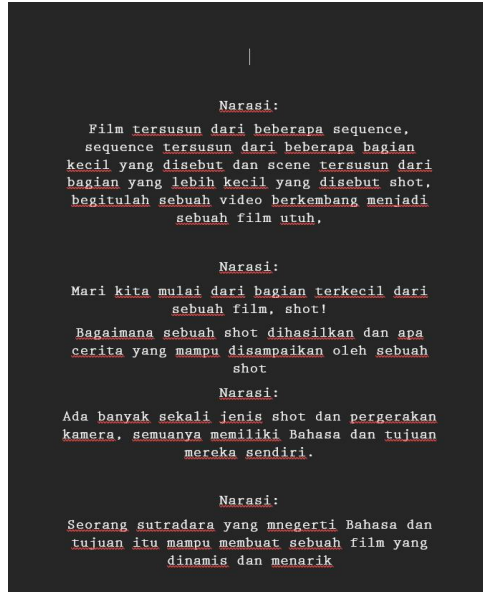 Narasi:
Film tersusun dari beberapa sequence,
sequence tersusun dari beberapa bagian
kecil yang disebut dan scene tersusun dari
bagian yang lebih kecil yang disebut shot,
begitulah sebuah video berkembang menjadi
sebuah film utuh,
Narasi:
Mari kita mulai dari bagian terkecil dari
sebuah film, shot!
Bagaimana sebuah shot dihasilkan dan apa
cerita yang mampu disampaikan oleh sebuah
shot
Narasi:
Ada banyak sekali jenis shot dan pergerakan
kamera, semuanya memiliki Bahasa dan tujuan
mereka sendiri.
Narasi:
Seorang sutradara yang mnegerti Bahasa dan
tujuan itu mampu membuat sebuah film yang
dinamis dan menarik